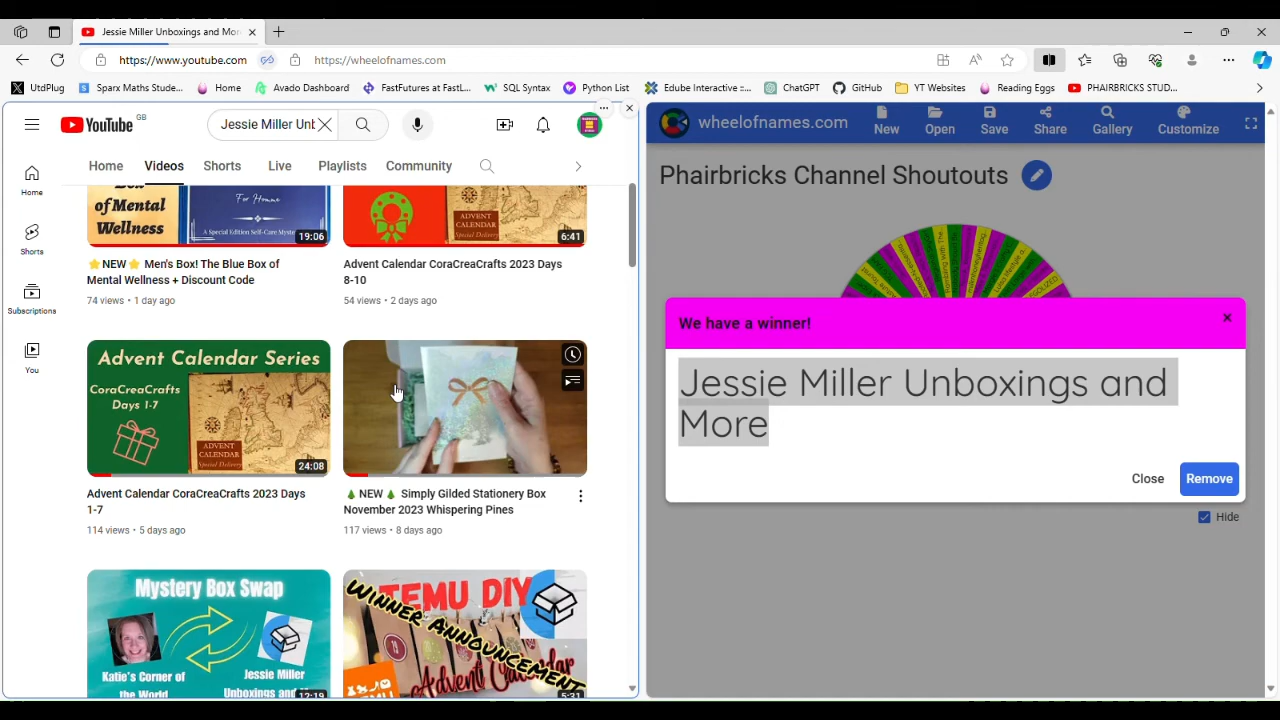 Jessie Miller Unboxings and Mor
https://www.youtube.com
https://wheelofnames.com
UtdPlug
Sparx Maths Stude...
Home
Avado Dashboard
FastFutures at FastL...
SQL Syntax
Python List
Edube Interactive ::...
ChatGPT
GitHub
YT Websites
Reading Eggs
PHAIRBRICKS STUD...
YouTube GB
Jessie Miller Unt
Home
Videos
Shorts
Live
Playlists
Community
Home
Shorts
Subscriptions
You
of Mental
Wellness
For Homme
A Special Edition Self-Care Myste
19:06
ADVENT
CALENDAR
Special Delivery
6:41
NEW Men's Box! The Blue Box of
Mental Wellness + Discount Code
74 views • 1 day ago
Advent Calendar CoraCreaCrafts 2023 Days
8-10
54 views • 2 days ago
Advent Calendar Series
CoraCreaCrafts
Days 1-7
ADVENT
CALENDAR
Special Delivery
24:08
Advent Calendar CoraCreaCrafts 2023 Days
1-7
114 views • 5 days ago
NEW Simply Gilded Stationery Box
November 2023 Whispering Pines
117 views • 8 days ago
Mystery Box Swap
Katie's Corner of
the World
Jessie Miller
Unboxings and
12:19
TEMU DIY
WINNER ANNOUNCEMENT
Advent Calendar
TEMU
5:31
wheelofnames.com
New
Open
Save
Share
Gallery
Customize
Phairbricks Channel Shoutouts
We have a winner!
Jessie Miller Unboxings and
More
Close
Remove
Hide